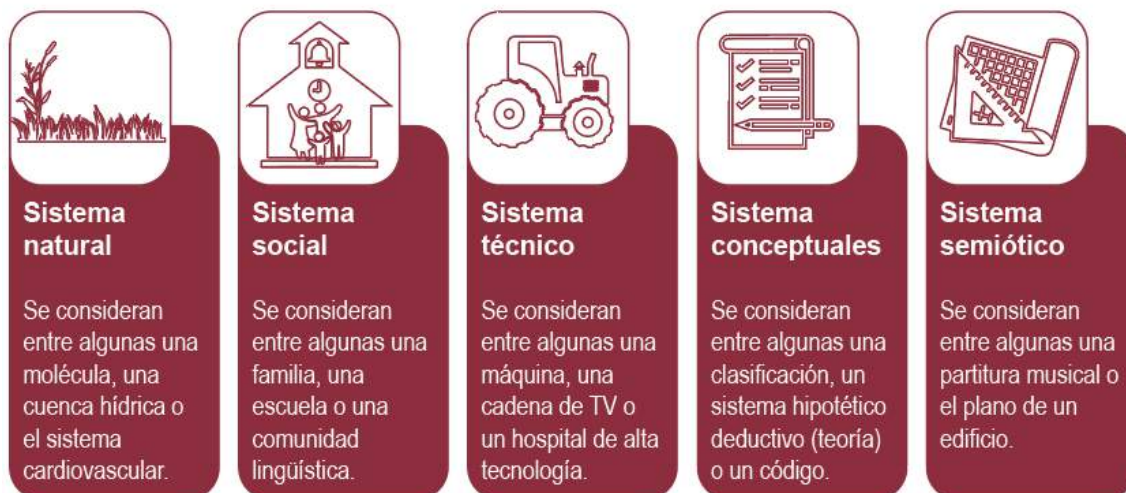 Sistema
natural
Se consideran
entre algunas una
molécula, una
cuenca hídrica o
el sistema
cardiovascular.
Sistema
social
Se consideran
entre algunas una
familia, una
escuela o una
comunidad
lingüística.
Sistema
técnico
Se consideran
entre algunas una
máquina, una
cadena de TV o
un hospital de alta
tecnología.
Sistema
conceptuales
Se consideran
entre algunas una
clasificación, un
sistema hipotético
deductivo (teoría)
o un código.
Sistema
semiótico
Se consideran
entre algunas una
partitura musical o
el plano de un
edificio.